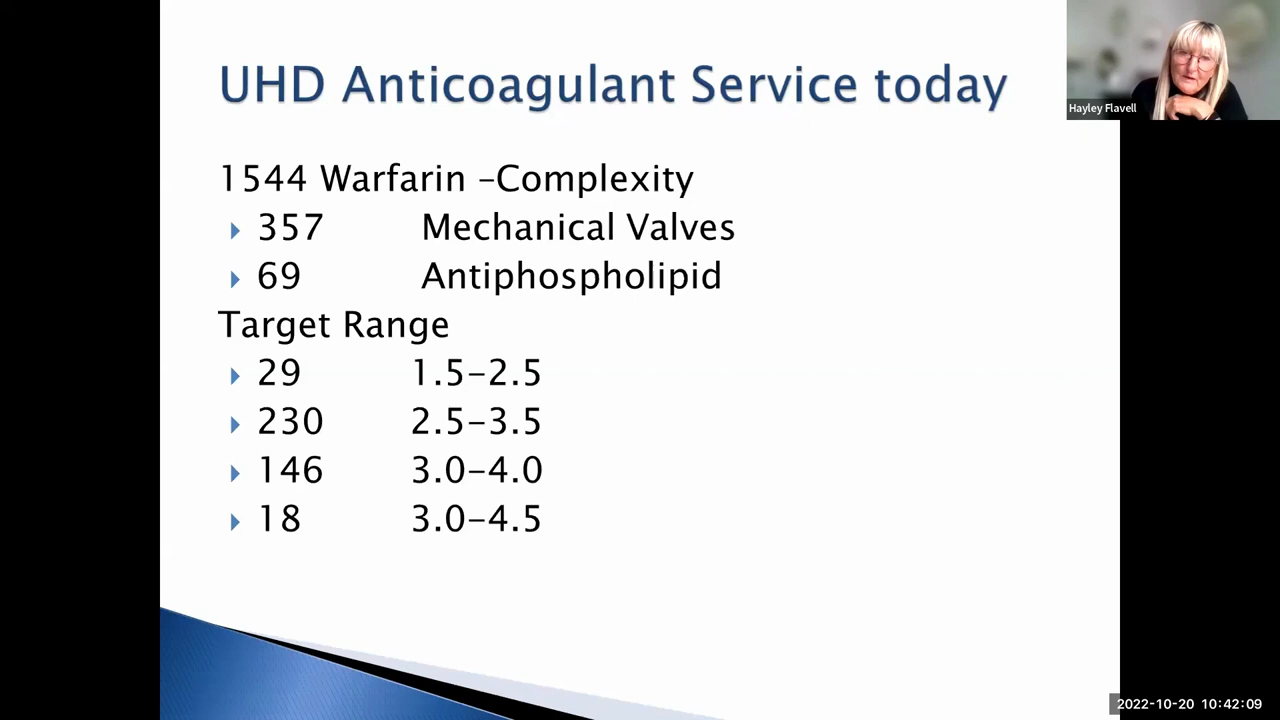 UHD Anticoagulant Service today
Hayley Flavell
1544 Warfarin –Complexity
357 Mechanical Valves
69 Antiphospholipid
Target Range
29 1.5-2.5
230 2.5-3.5
146 3.0-4.0
18 3.0-4.5
2022-10-20 10:42:09